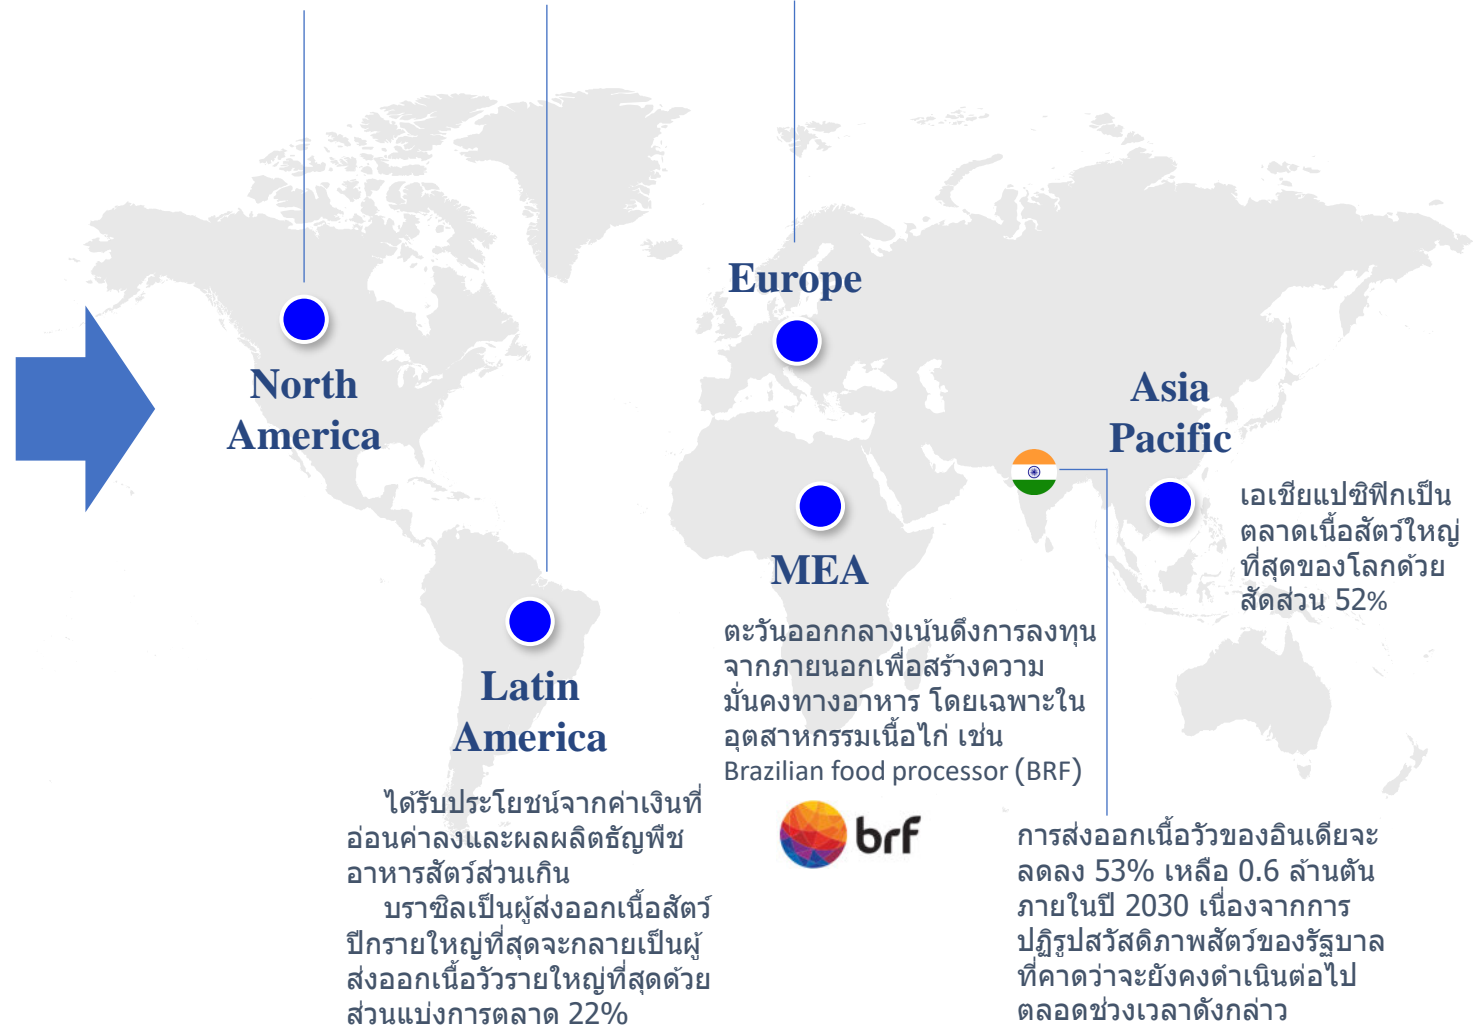 Europe
North
America
Asia
Pacific
เอเชียแปซิฟิกเป็น
ตลาดเนื้อสัตว์ใหญ่
ที่สุดของโลกด้วย
สัดส่วน 52%
MEA
ตะวันออกกลางเน้นดึงการลงทุน
จากภายนอกเพื่อสร้างความ
มั่นคงทางอาหาร โดยเฉพาะใน
อุตสาหกรรมเนื้อไก่ เช่น
Brazilian food processor (BRF)
brf
Latin
America
ได้รับประโยชน์จากค่าเงินที่
อ่อนค่าลงและผลผลิตธัญพืช
อาหารสัตว์ส่วนเกิน
บราซิลเป็นผู้ส่งออกเนื้อสัตว์
ปีกรายใหญ่ที่สุดจะกลายเป็นผู้
ส่งออกเนื้อวัวรายใหญ่ที่สุดด้วย
ส่วนแบ่งการตลาด 22%
การส่งออกเนื้อวัวของอินเดียจะ
ลดลง 53% เหลือ 0.6 ล้านตัน
ภายในปี 2030 เนื่องจากการ
ปฏิรูปสวัสดิภาพสัตว์ของรัฐบาล
ที่คาดว่าจะยังคงดำเนินต่อไป
ตลอดช่วงเวลาดังกล่าว